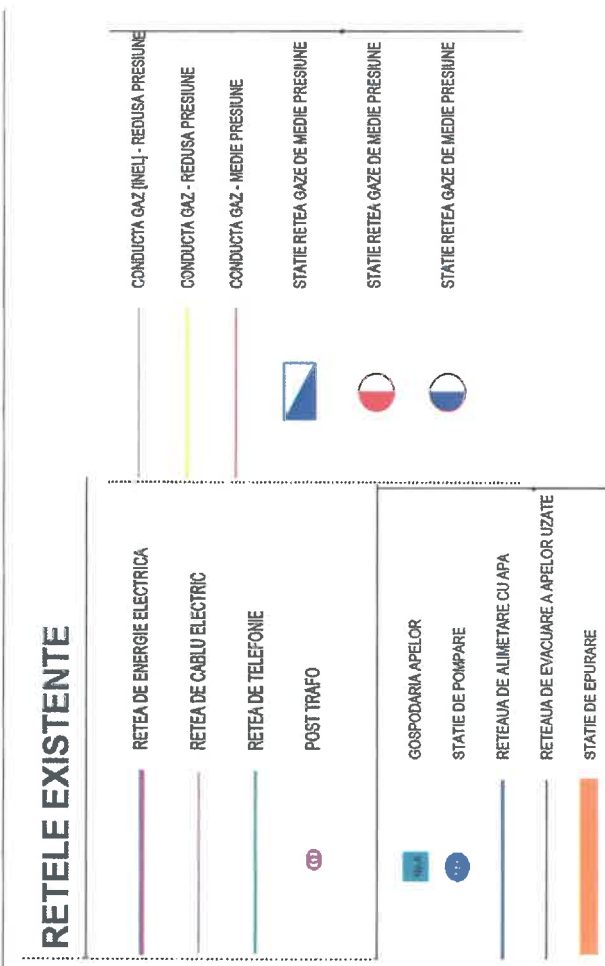 RETELE EXISTENTE
RETEA DE ENERGIE ELECTRICA
RETEA DE CABLU ELECTRIC
RETEA DE TELEFONIE
POST TRAFO
GOSPODARIA APELOR
STATIE DE POMPARE
RETEAUA DE ALIMETARE CU APA
RETEAUA DE EVACUARE A APELOR UZATE
STATIE DE EPURARE
CONDUCTA GAZ [INEL] - REDUSA PRESIUNE
CONDUCTA GAZ - REDUSA PRESIUNE
CONDUCTA GAZ - MEDIE PRESIUNE
STATIE RETEA GAZE DE MEDIE PRESIUNE
STATIE RETEA GAZE DE MEDIE PRESIUNE
STATIE RETEA GAZE DE MEDIE PRESIUNE